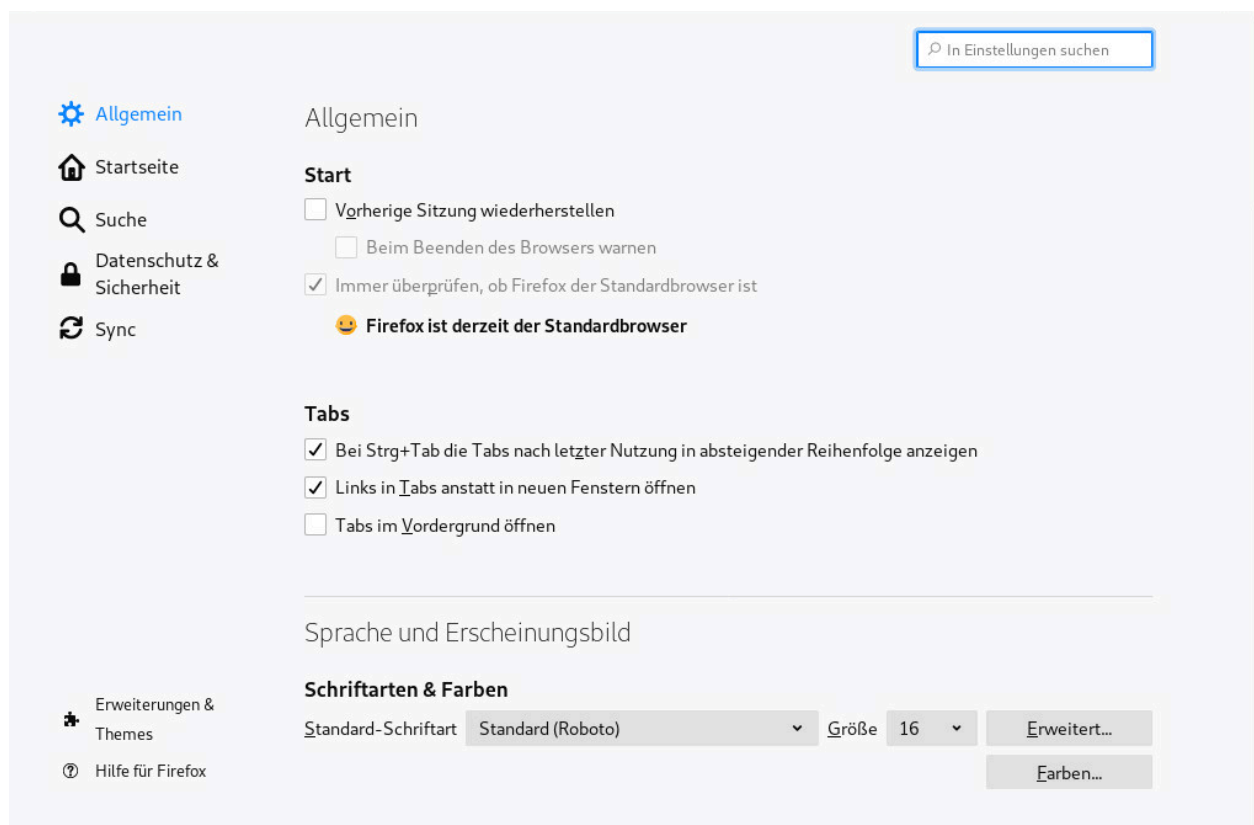 In Einstellungen suchen
Allgemein
Startseite
Suche
Datenschutz &
Sicherheit
Sync
Erweiterungen &
Themes
Hilfe für Firefox
Allgemein
Start
Vorherige Sitzung wiederherstellen
Beim Beenden des Browsers warnen
Immer überprüfen, ob Firefox der Standardbrowser ist
Firefox ist derzeit der Standardbrowser
Tabs
Bei Strg+Tab die Tabs nach letzter Nutzung in absteigender Reihenfolge anzeigen
Links in Tabs anstatt in neuen Fenstern öffnen
Tabs im Vordergrund öffnen
Sprache und Erscheinungsbild
Schriftarten & Farben
Standard-Schriftart Standard (Roboto) Größe 16 Erweitert...
Farben...